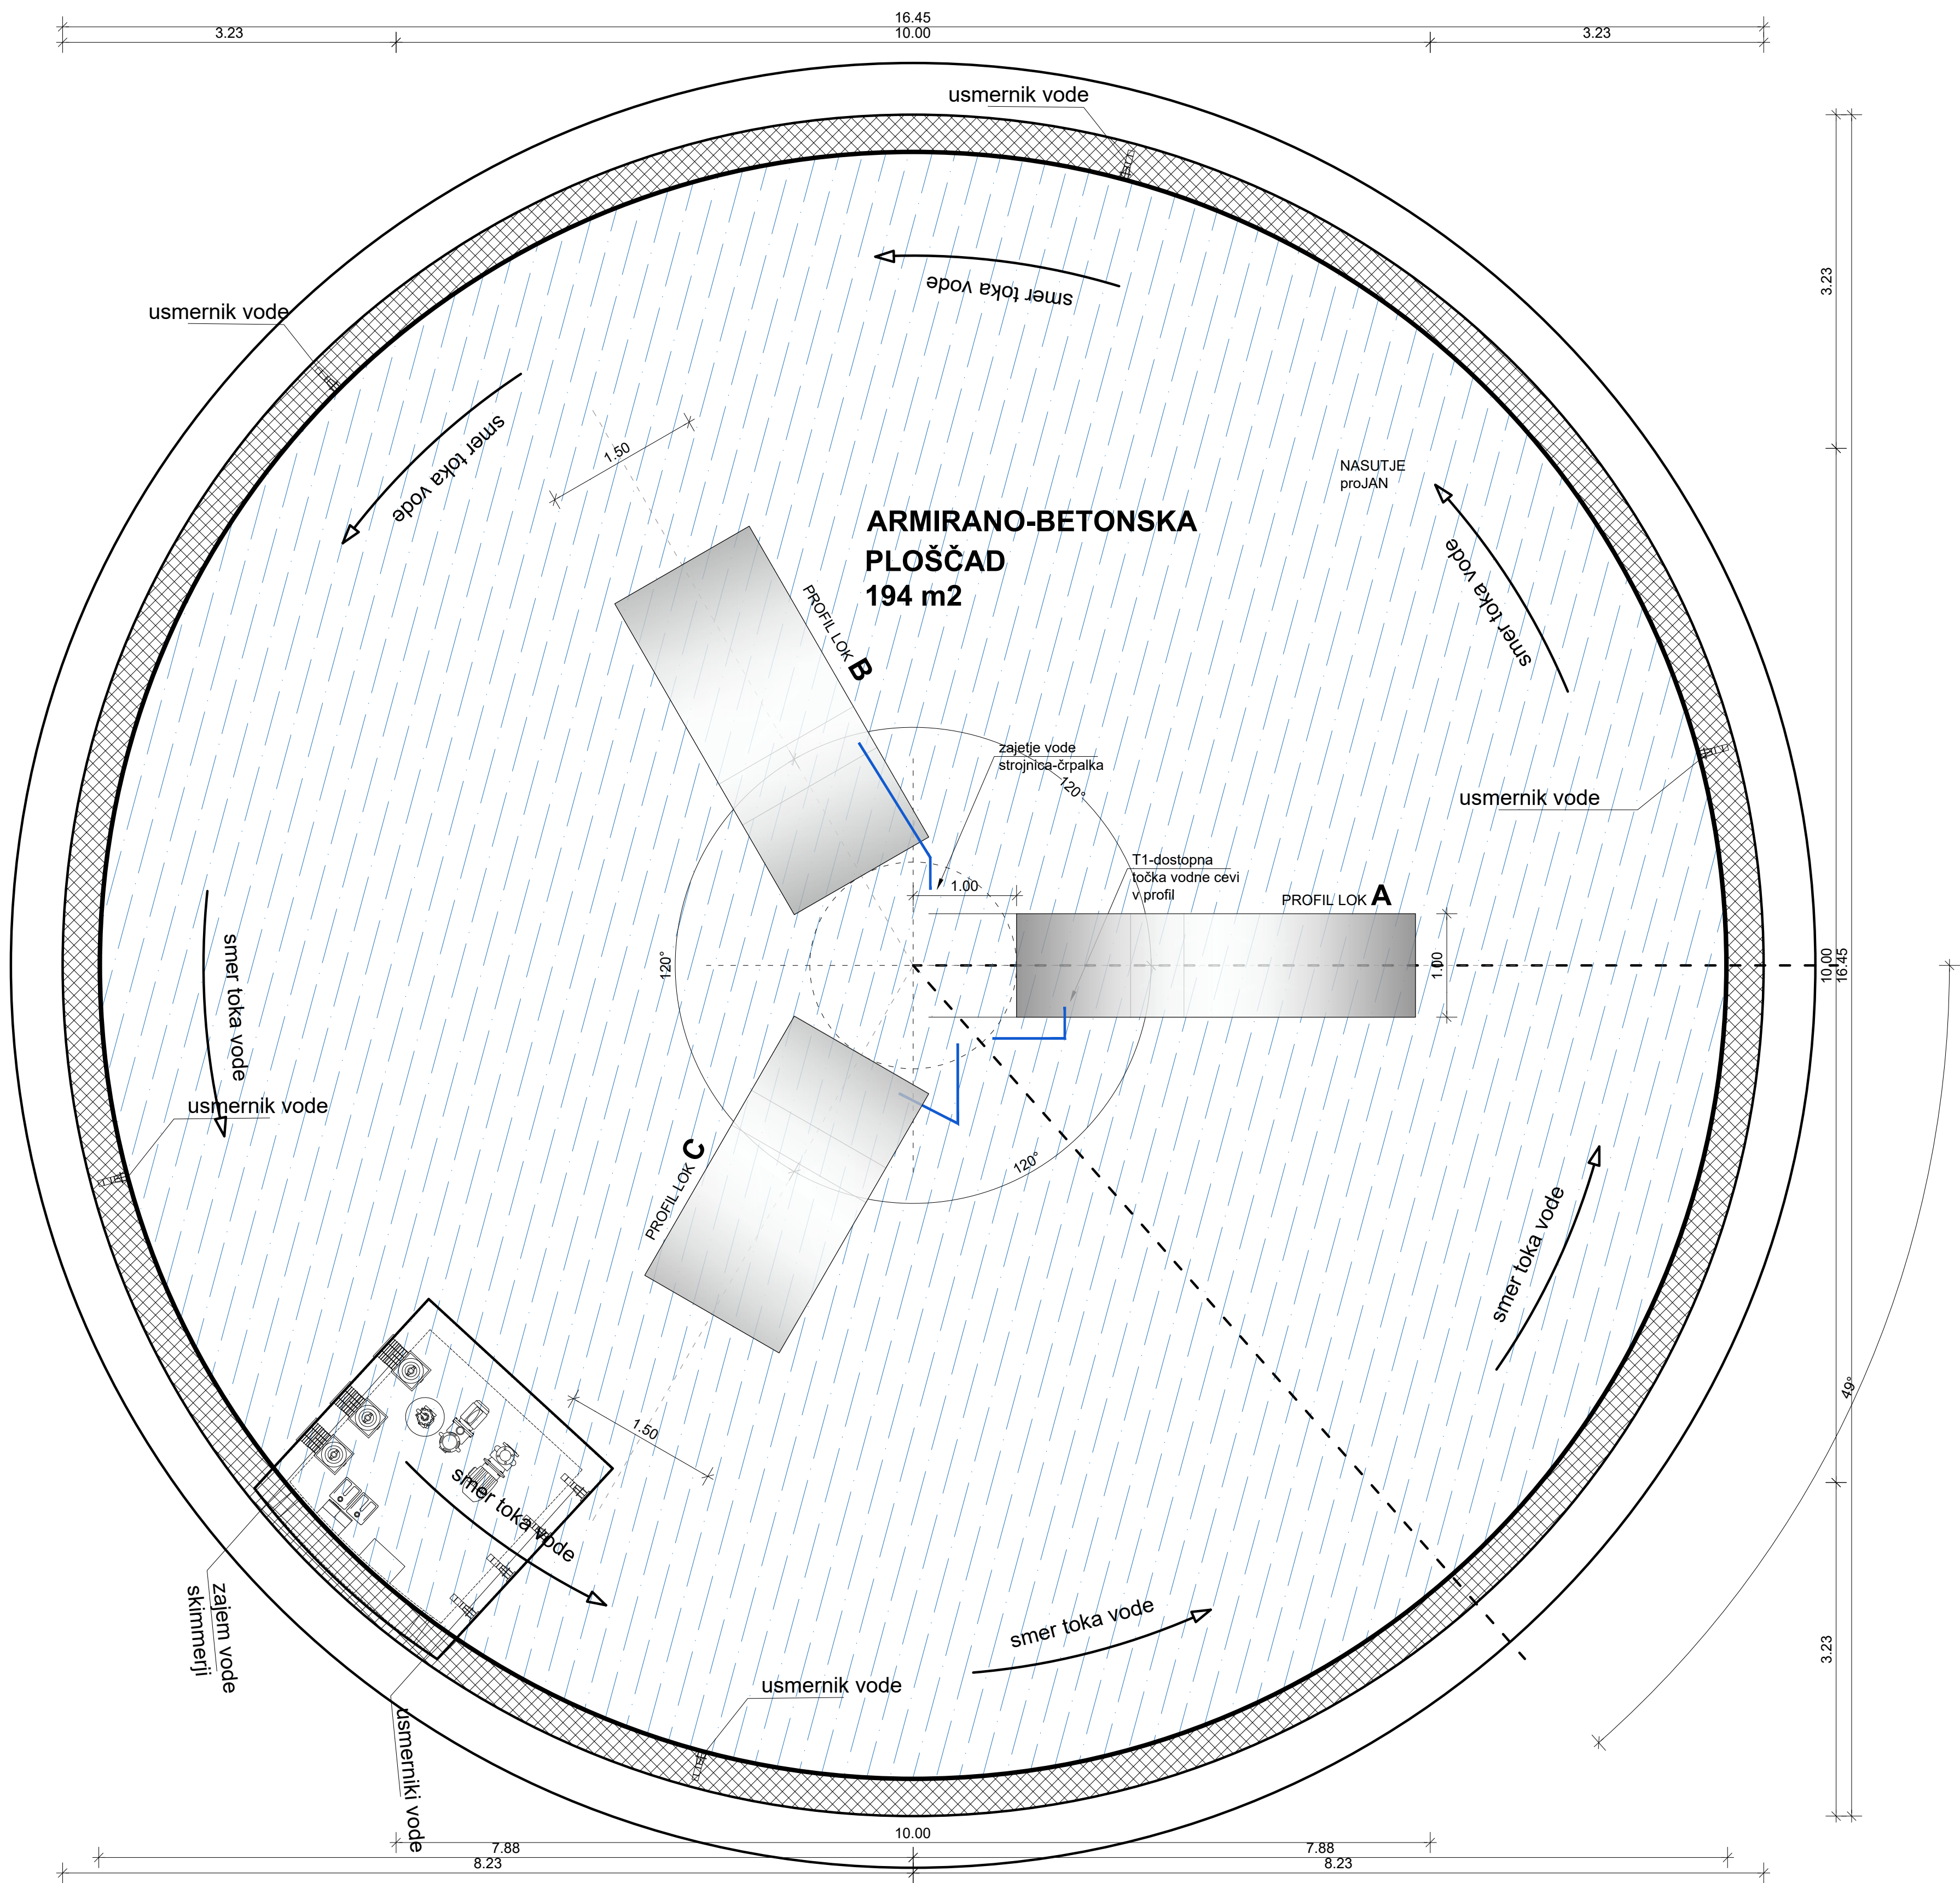 16.45
3.23
10.00
3.23
usmernik vode
smer toka vode
3.23
usmernik vode
smer toka vode
1.50
NASUTJE
proJAN
ARMIRANO-BETONSKA
PLOŠČAD
194 m2
smer toka vode
PROFIL LOK B
zajetje vode
strojnica-črpalka
120°
usmernik vode
T1-dostopna
točka vodne cevi
v profil
1.00
PROFIL LOK A
smer toka vode
120°
1.00
10.00
16.45
usmernik vode
PROFIL LOK C
120°
smer toka vode
49°
1.50
smer toka vode
zajem vode
skimmerji
smer toka vode
3.23
usmernik vode
usmerniki vode
10.00
7.88
7.88
8.23
8.23